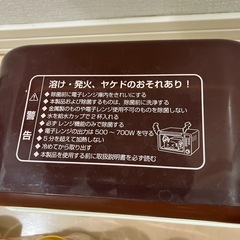 溶け・発火、ヤケドのおそれあり！
警告
• 除菌前に電子レンジ庫内をきれいにする
• 本製品および除菌するものは、除菌前に洗浄する
• 金属製のものや電子レンジ使用不可のものを除菌しない
• 水を給水カップで2杯入れる
• 必ずレンジ機能で除菌する
• 電子レンジの出力は 500〜700Wを守る
• 5分を超えて加熱しない
• 冷めてから取り出す
• 本製品を使用する前に取扱説明書を必ず読む